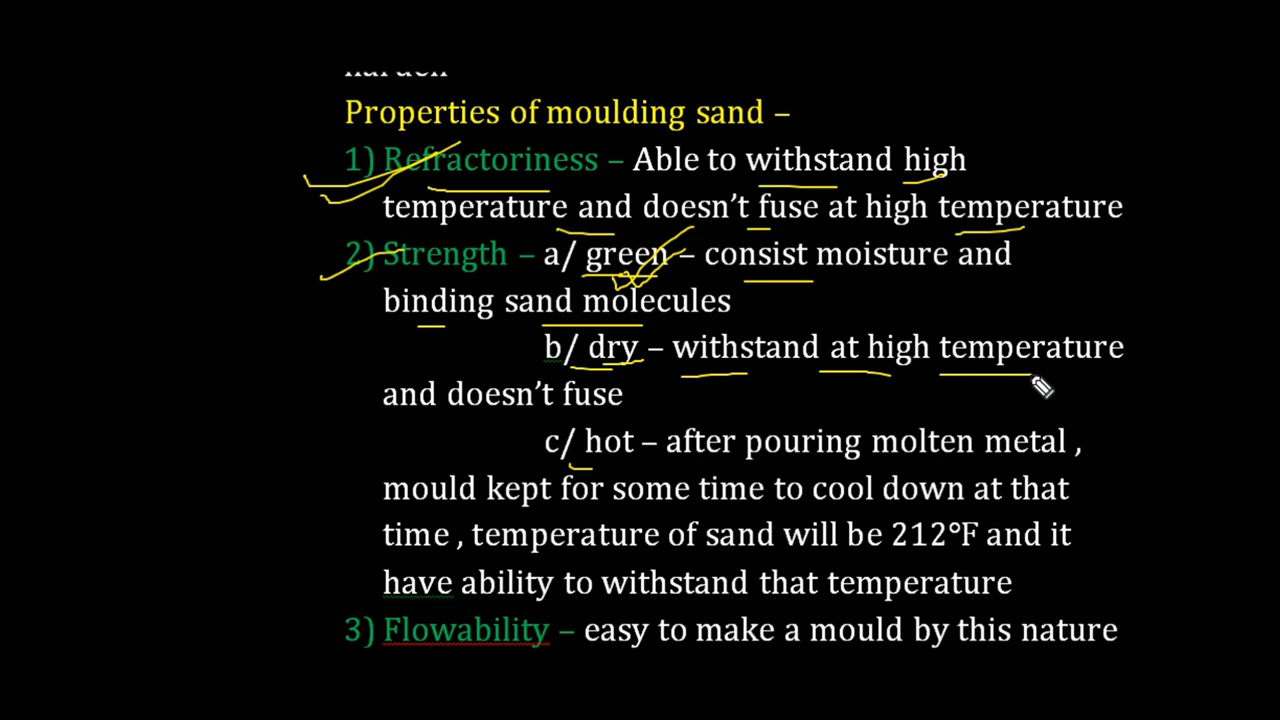 harden
Properties of moulding sand –
1) Refractoriness – Able to withstand high
temperature and doesn’t fuse at high temperature
2) Strength – a/ green – consist moisture and
binding sand molecules
b/ dry – withstand at high temperature
and doesn’t fuse
c/ hot – after pouring molten metal ,
mould kept for some time to cool down at that
time , temperature of sand will be 212°F and it
have ability to withstand that temperature
3) Flowability – easy to make a mould by this nature